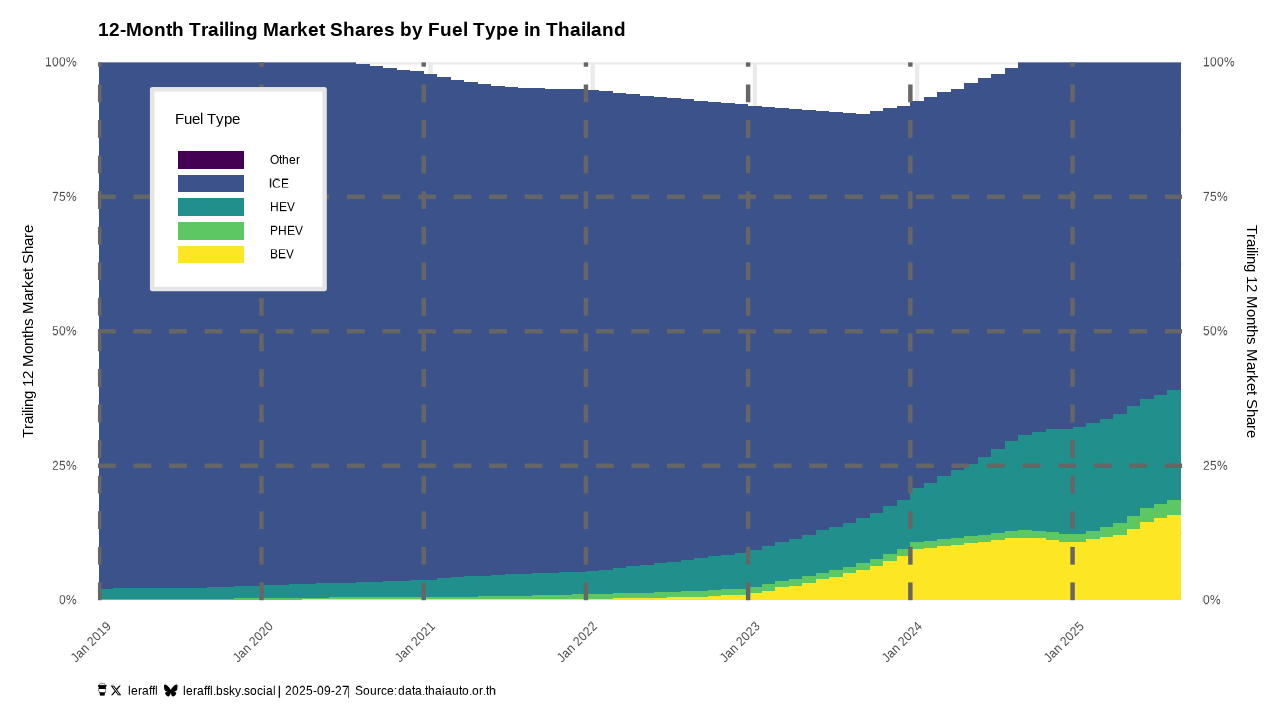 12-Month Trailing Market Shares by Fuel Type in Thailand
100%
75%
50%
25%
0%
100%
75%
50%
25%
0%
Trailing 12 Months Market Share
Trailing 12 Months Market Share
Fuel Type
Other
ICE
HEV
PHEV
BEV
Jan 2019
Jan 2020
Jan 2021
Jan 2022
Jan 2023
Jan 2024
Jan 2025
leraffl leraffl.bsky.social | 2025-09-27| Source:data.thaiauto.or.th